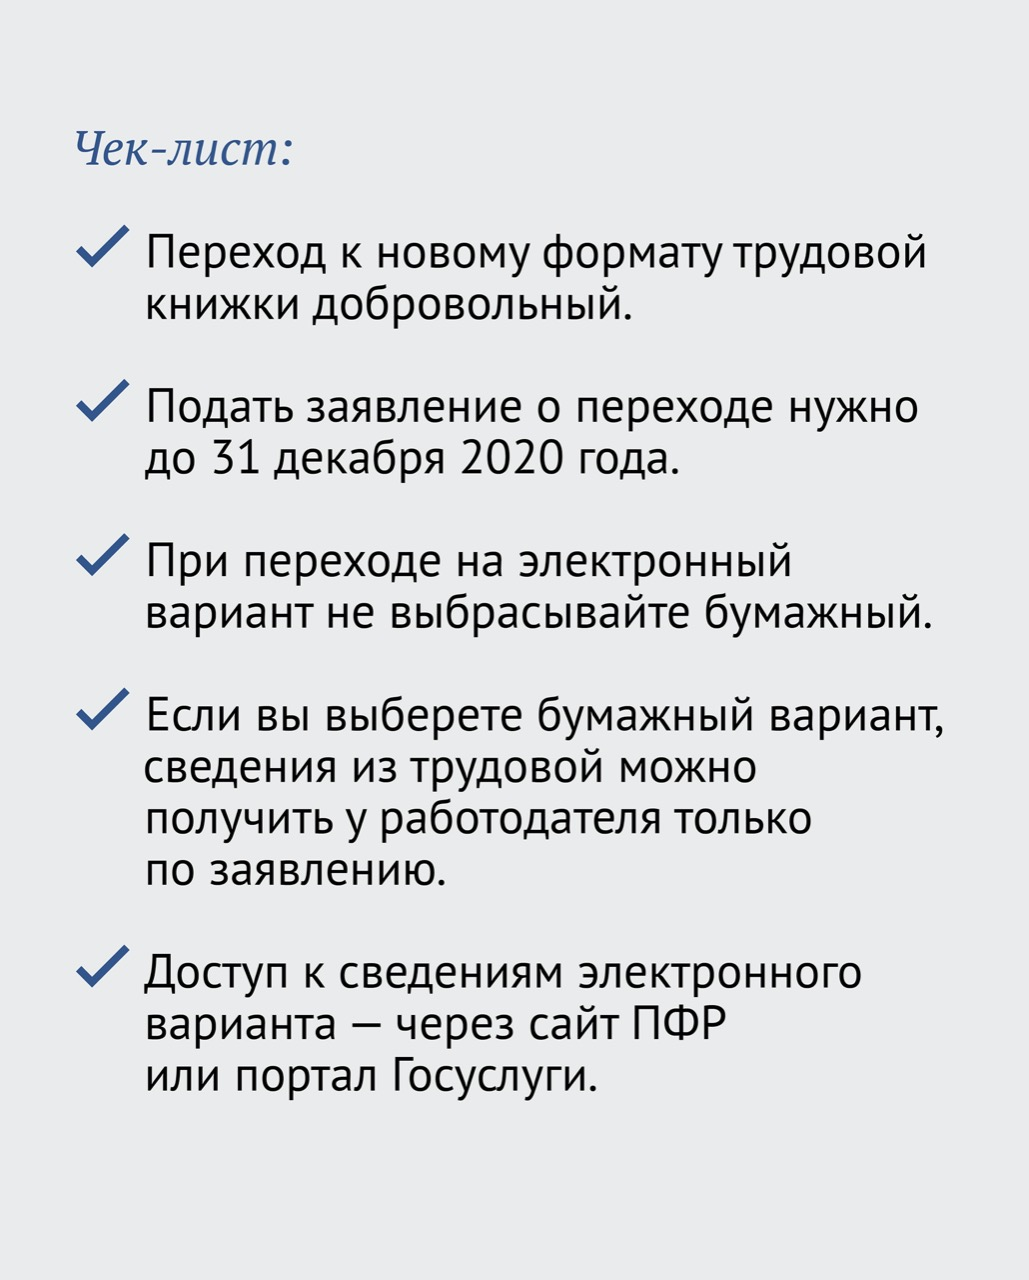 Чек-лист:
Переход к новому формату трудовой
книжки добровольный.
Подать заявление о переходе нужно
до 31 декабря 2020 года.
При переходе на электронный
вариант не выбрасывайте бумажный.
Если вы выберете бумажный вариант,
сведения из трудовой можно
получить у работодателя только
по заявлению.
Доступ к сведениям электронного
варианта — через сайт ПФР
или портал Госуслуги.